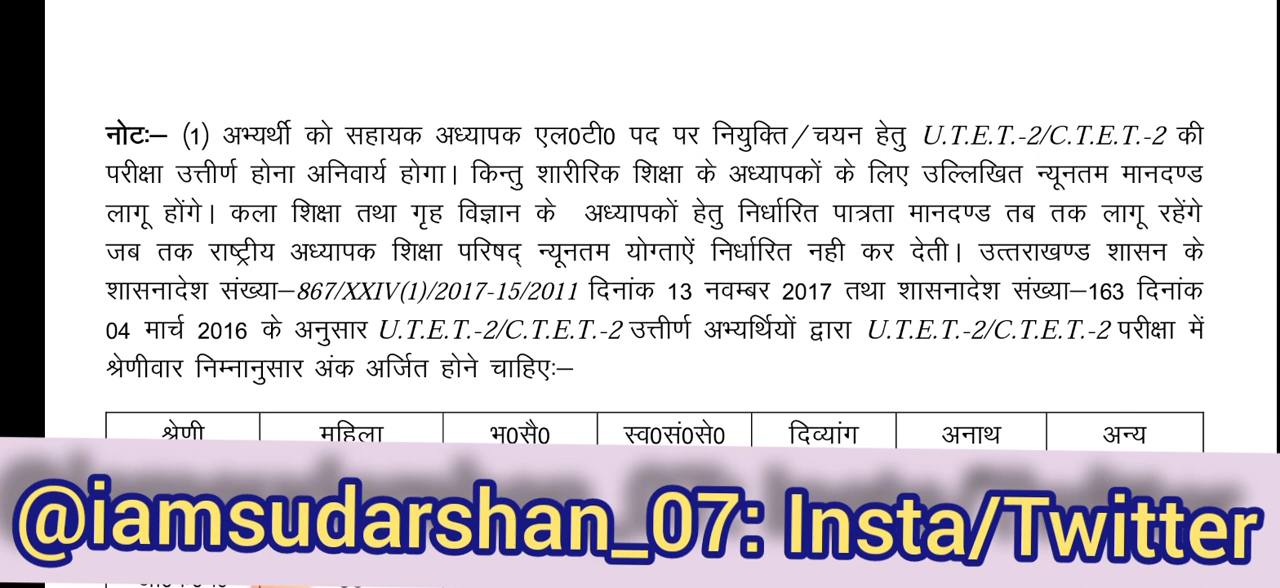 नोटः– (1) अभ्यर्थी को सहायक अध्यापक एल0टी0 पद पर नियुक्ति/चयन हेतु U.T.E.T.-2/C.T.E.T.-2 की
परीक्षा उत्तीर्ण होना अनिवार्य होगा। किन्तु शारीरिक शिक्षा के अध्यापकों के लिए उल्लिखित न्यूनतम मानदण्ड
लागू होंगे। कला शिक्षा तथा गृह विज्ञान के अध्यापकों हेतु निर्धारित पात्रता मानदण्ड तब तक लागू रहेंगे
जब तक राष्ट्रीय अध्यापक शिक्षा परिषद् न्यूनतम योग्ताऐं निर्धारित नही कर देती। उत्तराखण्ड शासन के
शासनादेश संख्या–867/XXIV(1)/2017-15/2011 दिनांक 13 नवम्बर 2017 तथा शासनादेश संख्या–163 दिनांक
04 मार्च 2016 के अनुसार U.T.E.T.-2/C.T.E.T.-2 उत्तीर्ण अभ्यर्थियों द्वारा U.T.E.T.-2/C.T.E.T.-2 परीक्षा में
श्रेणीवार निम्नानुसार अंक अर्जित होने चाहिएः–
श्रेणी महिला भ0सै0 स्व0सं0से0 दिव्यांग अनाथ अन्य
@iamsudarshan_07: Insta/Twitter